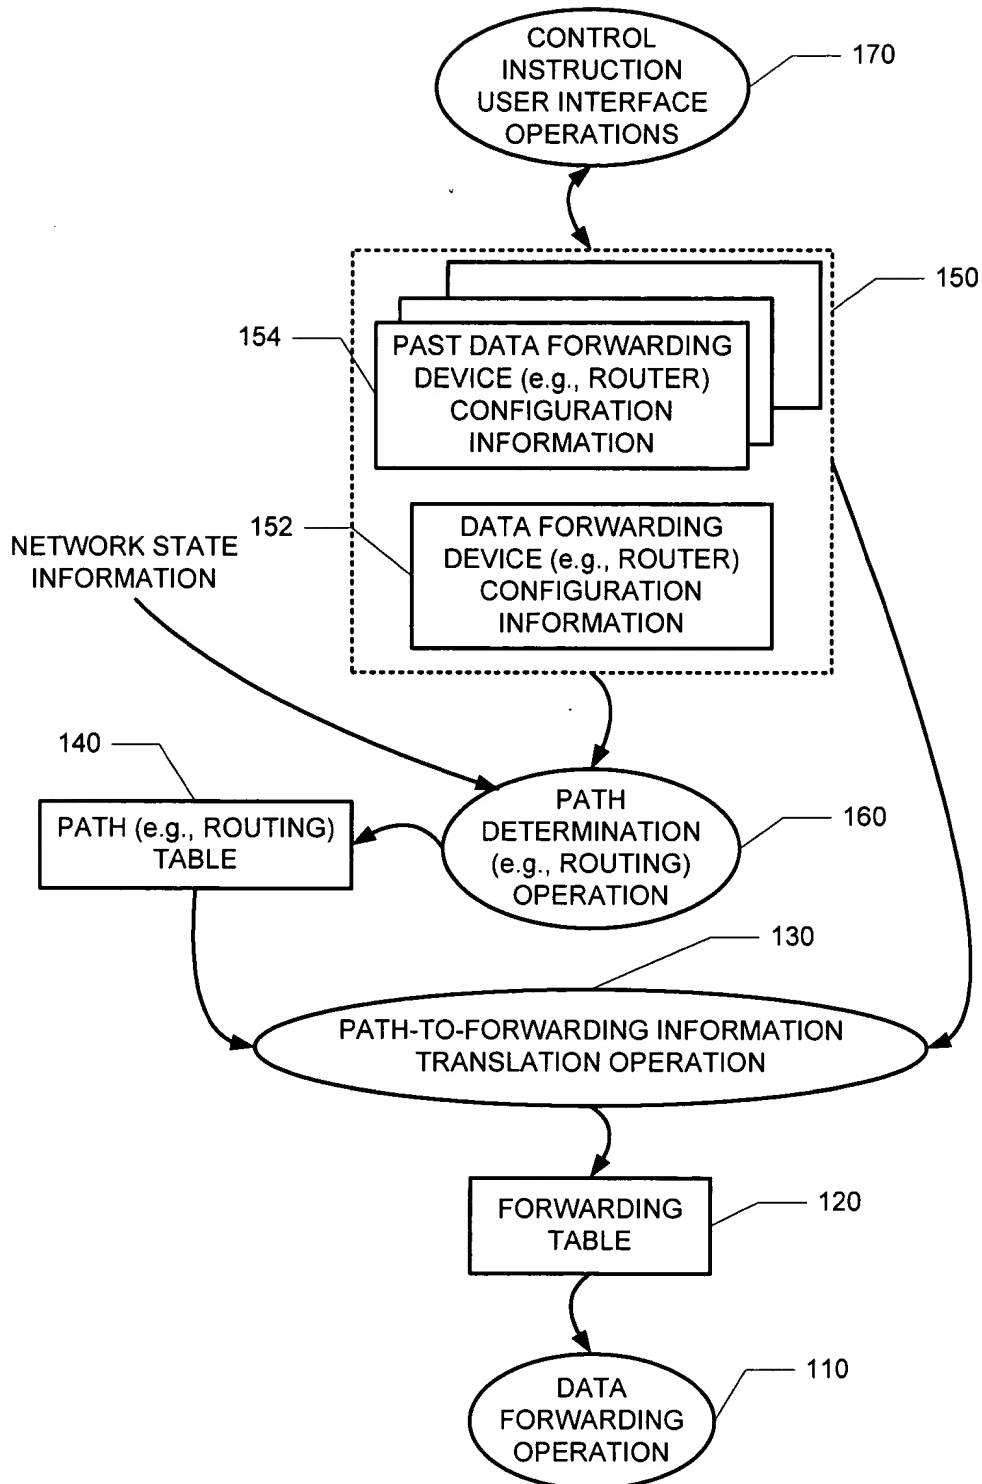 CONTROL
INSTRUCTION
USER INTERFACE
OPERATIONS
170
150
154
PAST DATA FORWARDING
DEVICE (e.g., ROUTER)
CONFIGURATION
INFORMATION
152
DATA FORWARDING
DEVICE (e.g., ROUTER)
CONFIGURATION
INFORMATION
NETWORK STATE
INFORMATION
140
PATH (e.g., ROUTING)
TABLE
PATH
DETERMINATION
(e.g., ROUTING)
OPERATION
160
130
PATH-TO-FORWARDING INFORMATION
TRANSLATION OPERATION
FORWARDING
TABLE
120
DATA
FORWARDING
OPERATION
110